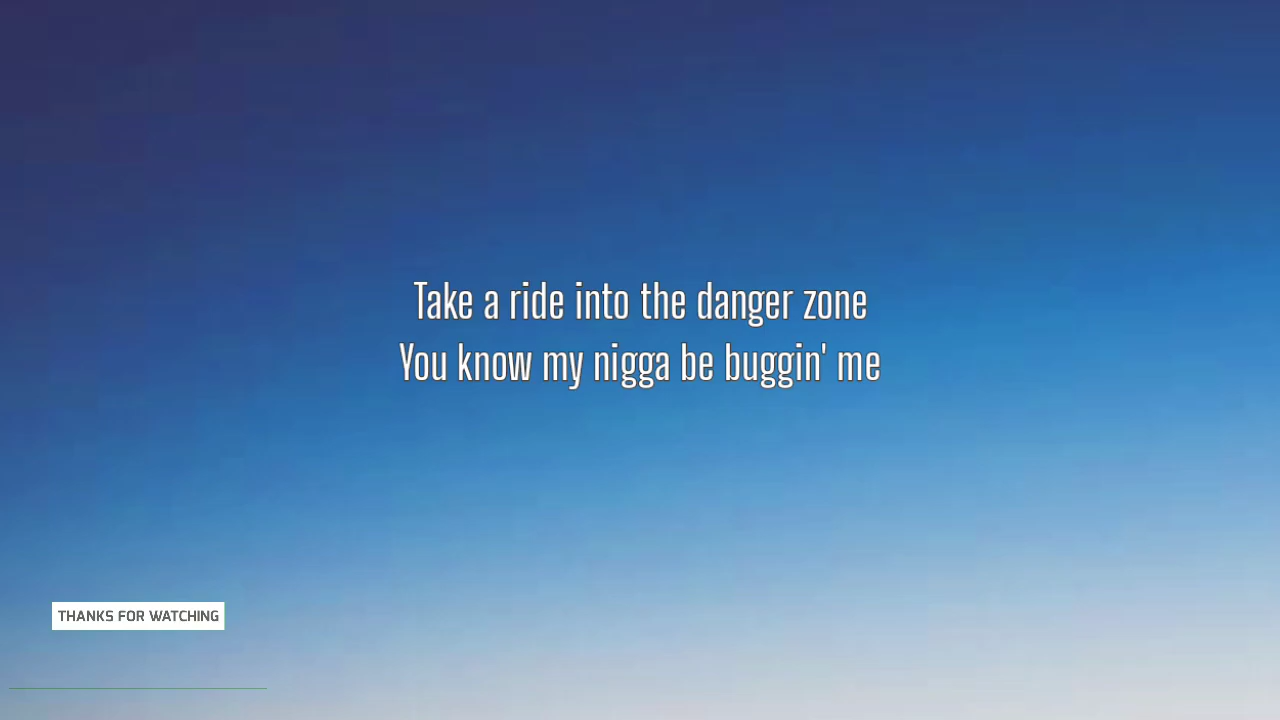 Take a ride into the danger zone
You know my nigga be buggin' me
THANKS FOR WATCHING